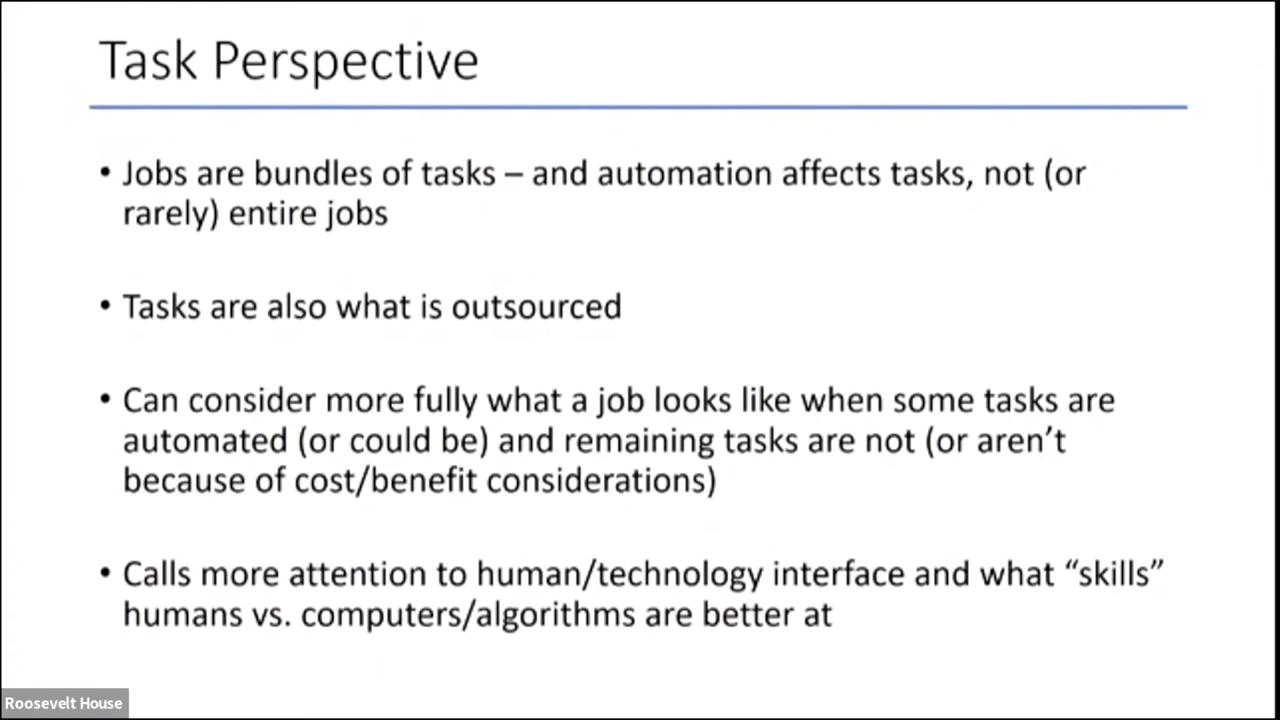 Task Perspective
• Jobs are bundles of tasks – and automation affects tasks, not (or
rarely) entire jobs
• Tasks are also what is outsourced
• Can consider more fully what a job looks like when some tasks are
automated (or could be) and remaining tasks are not (or aren’t
because of cost/benefit considerations)
• Calls more attention to human/technology interface and what “skills”
humans vs. computers/algorithms are better at
Roosevelt House